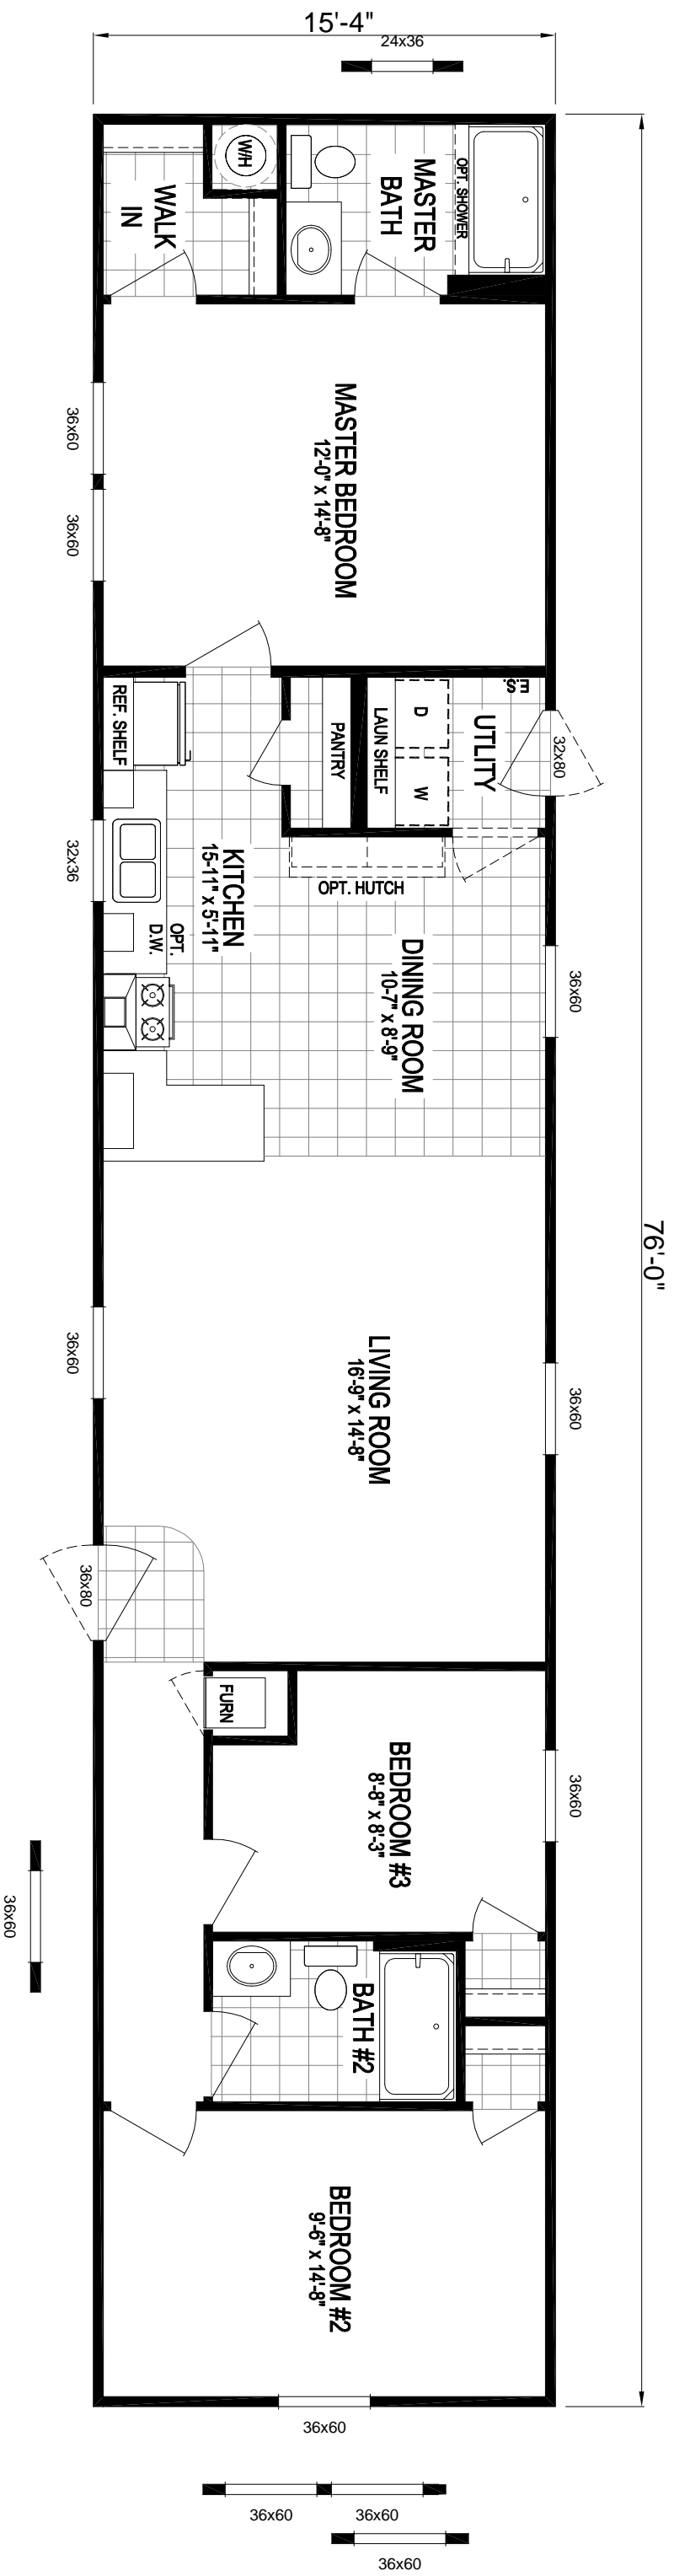 15'-4"
24x36
W/H
WALK
IN
MASTER
BATH
OPT. SHOWER
MASTER BEDROOM
12'-0" x 14'-8"
36x60
36x60
E.S.
REF. SHELF
PANTRY
LAUN SHELF
D
W
UTLITY
32x80
32x36
KITCHEN
15-11" x 5'-11"
OPT.
D.W.
OPT. HUTCH
DINING ROOM
10-7" x 8'-9"
36x60
76'-0"
LIVING ROOM
16'-9" x 14'-8"
36x60
36x60
36x80
FURN
BEDROOM #3
8'-8" x 8'-3"
36x60
36x60
BATH #2
BEDROOM #2
9'-6" x 14'-8"
36x60
36x60
36x60
36x60